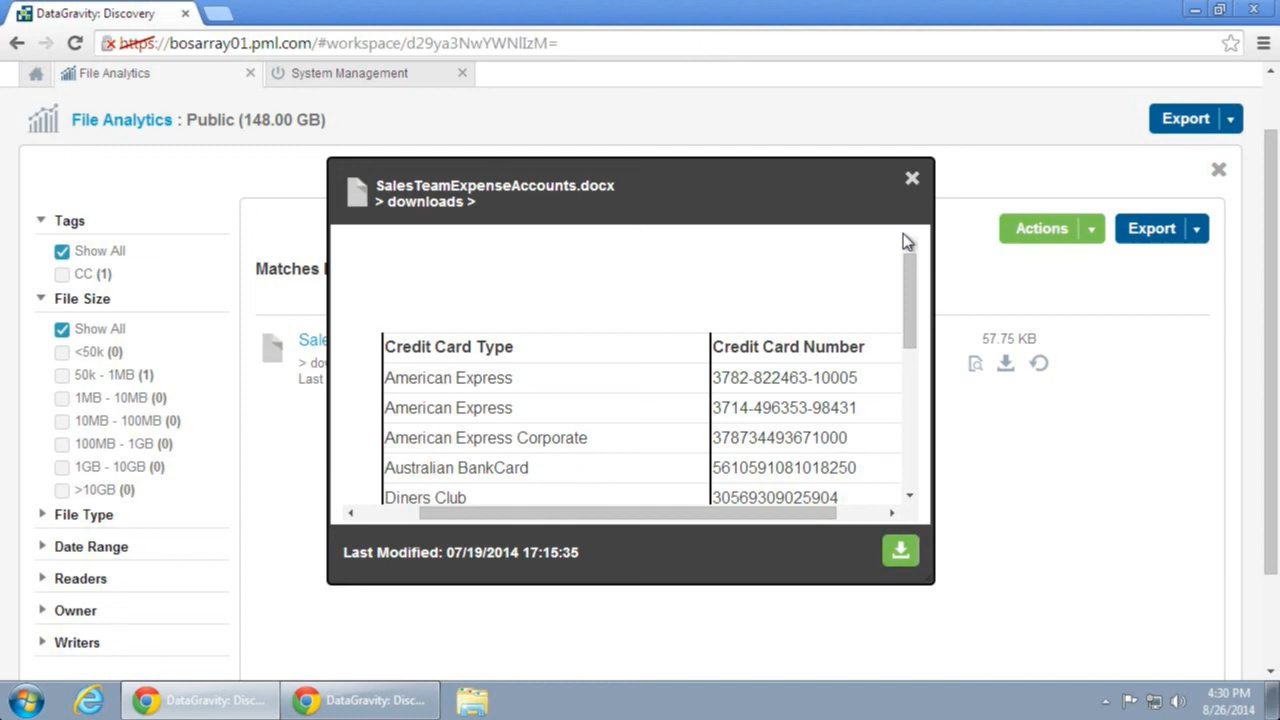 DataGravity: Discovery
https://bosarray01.pml.com/#workspace/d29ya3NwYWNlIzM=
File Analytics
System Management
File Analytics : Public (148.00 GB)
Export
Tags
Show All
CC (1)
File Size
Show All
<50k (0)
50k - 1MB (1)
1MB - 10MB (0)
10MB - 100MB (0)
100MB - 1GB (0)
1GB - 10GB (0)
>10GB (0)
File Type
Date Range
Readers
Owner
Writers
Matches
Actions
Export
Sale
> do
Last
57.75 KB
SalesTeamExpenseAccounts.docx
> downloads >
Credit Card Type Credit Card Number
American Express 3782-822463-10005
American Express 3714-496353-98431
American Express Corporate 378734493671000
Australian BankCard 5610591081018250
Diners Club 30569309025904
Last Modified: 07/19/2014 17:15:35
DataGravity: Disc...
DataGravity: Disc...
4:30 PM
8/26/2014